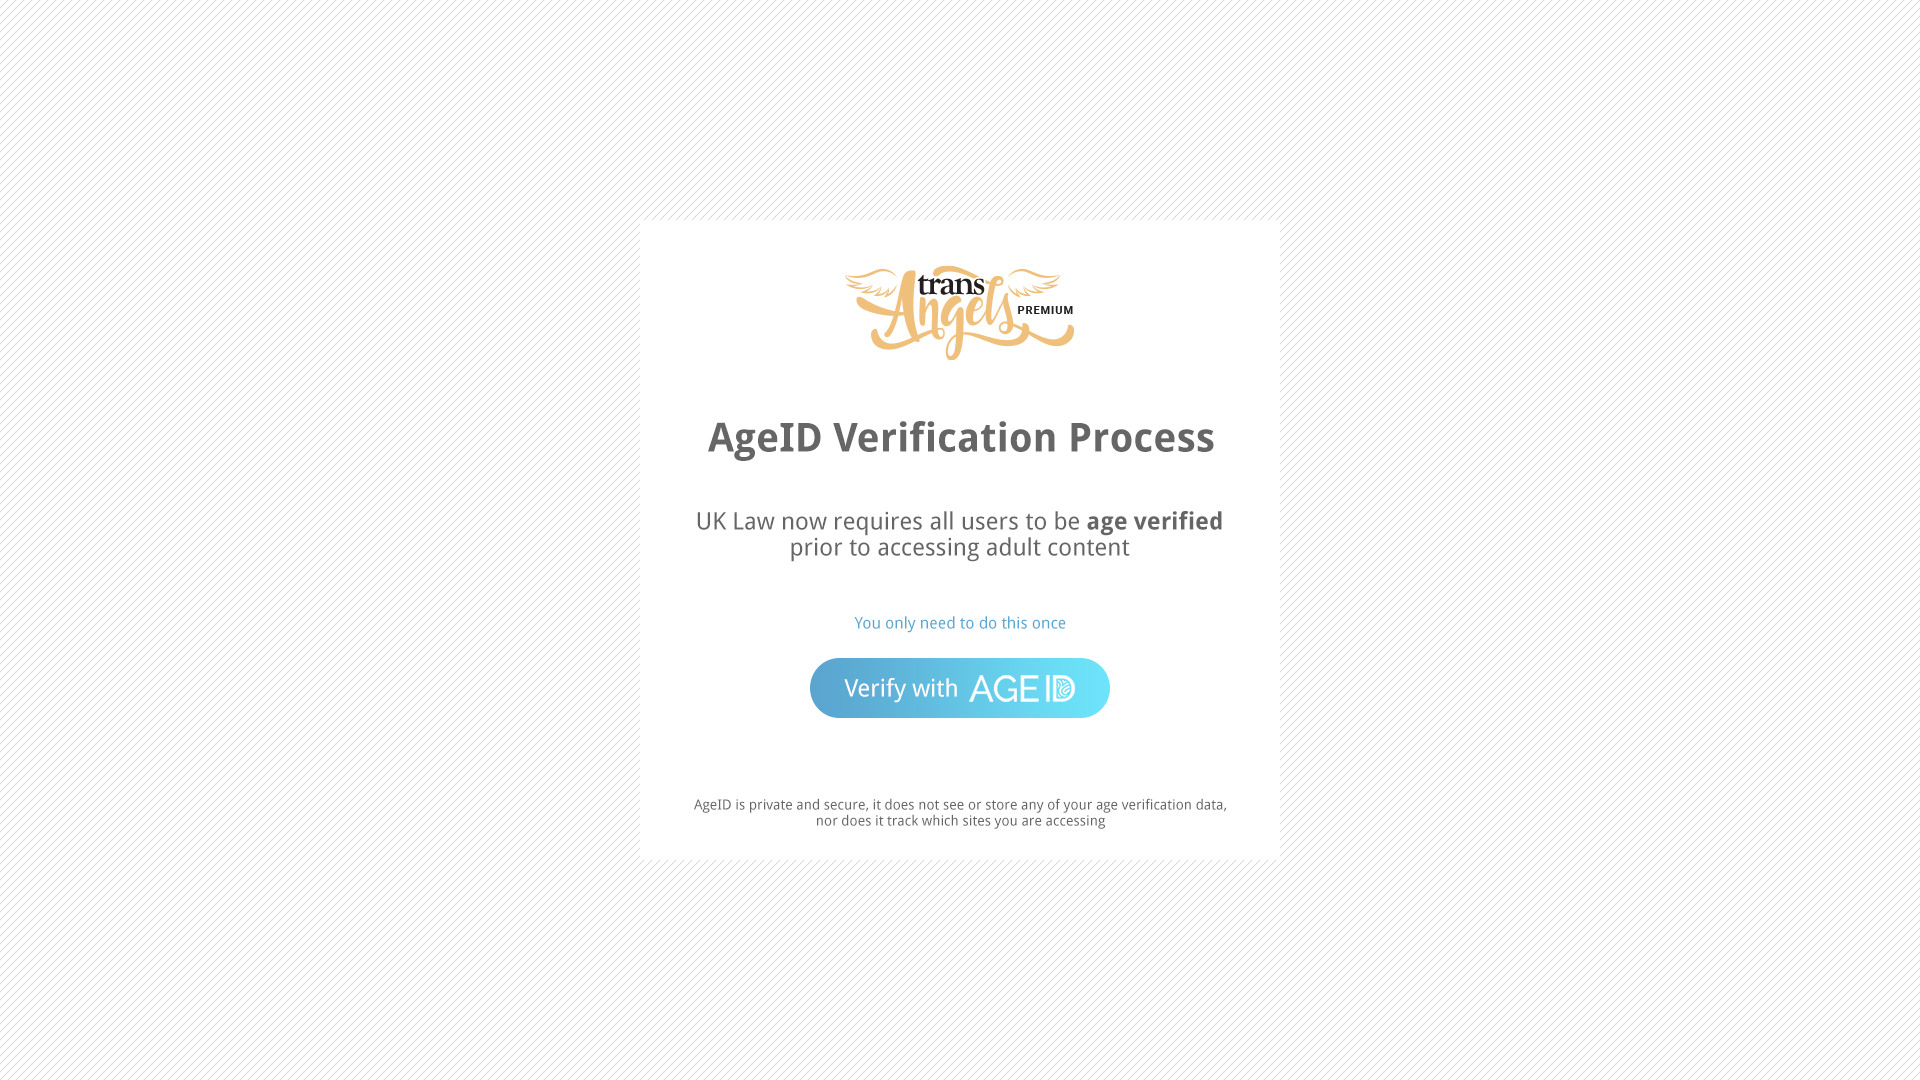 trans
Angels
PREMIUM
AgeID Verification Process
UK Law now requires all users to be age verified
prior to accessing adult content
You only need to do this once
Verify with AGE ID
AgeID is private and secure, it does not see or store any of your age verification data,
nor does it track which sites you are accessing